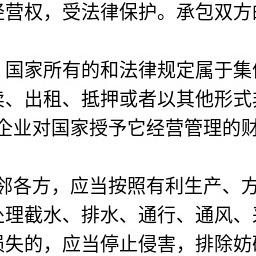 经营权，受法律保护。承包双方的
国家所有的和法律规定属于集
卖、出租、抵押或者以其他形式
企业对国家授予它经营管理的财
邻各方，应当按照有利生产、方
处理截水、排水、通行、通风、采
损失的，应当停止侵害，排除妨